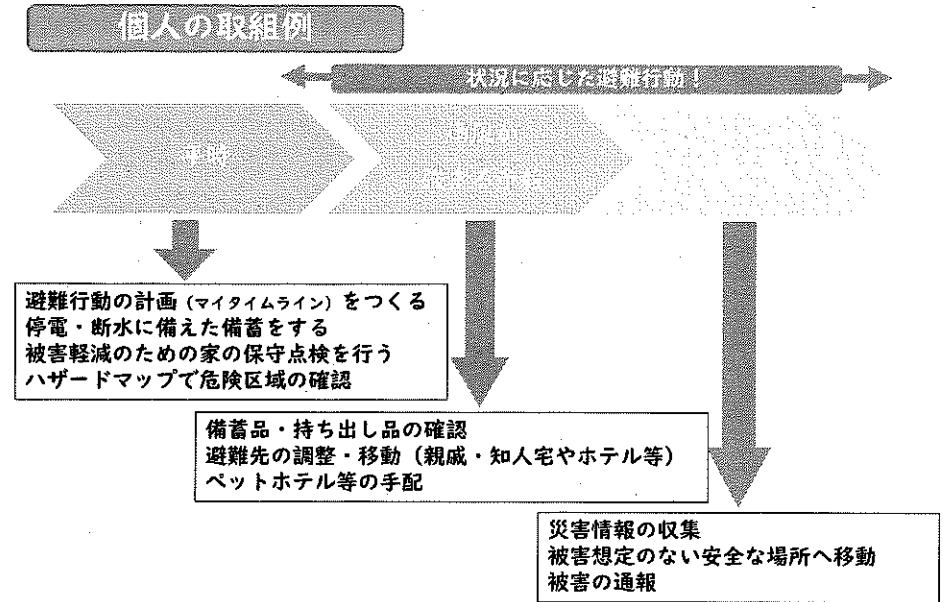 個人の取組例
状況に応じた避難行動！
平時
避難行動の計画（マイタイムライン）をつくる
停電・断水に備えた備蓄をする
被害軽減のための家の保守点検を行う
ハザードマップで危険区域の確認
備蓄品・持ち出し品の確認
避難先の調整・移動（親戚・知人宅やホテル等）
ペットホテル等の手配
災害情報の収集
被害想定のない安全な場所へ移動
被害の通報